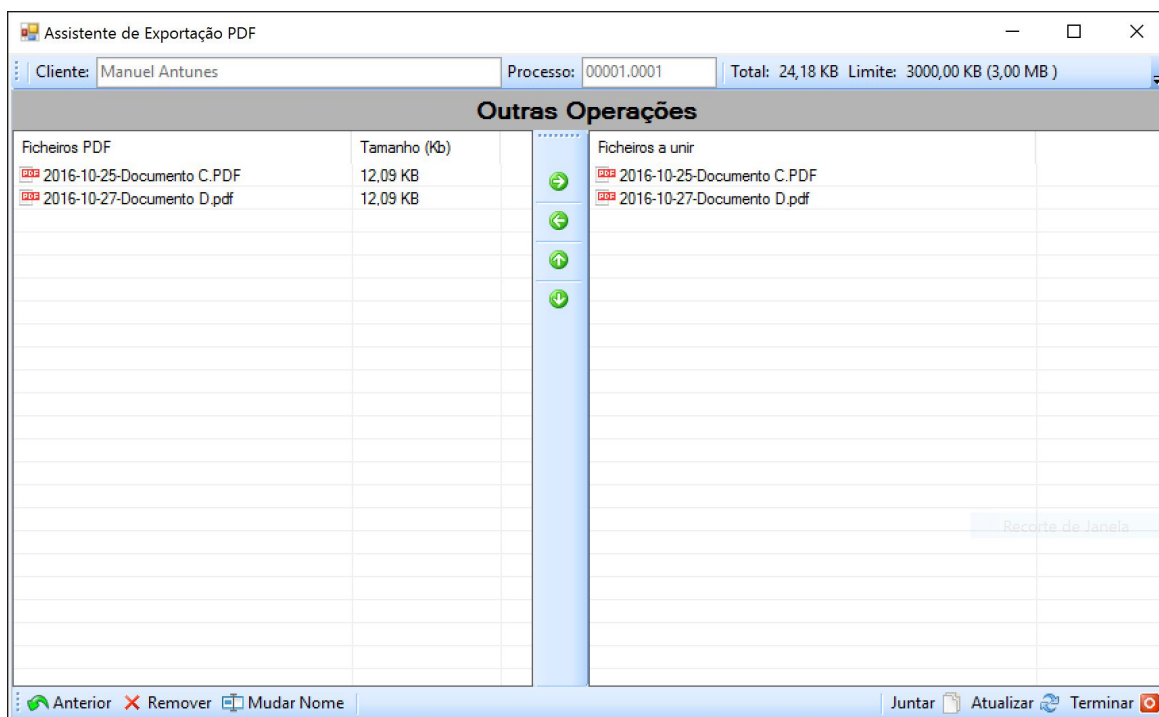 Assistente de Exportação PDF
Cliente: Manuel Antunes Processo: 00001.0001 Total: 24,18 KB Limite: 3000,00 KB (3,00 MB )
Outras Operações
Ficheiros PDF Tamanho (Kb) Ficheiros a unir
2016-10-25-Documento C.PDF 12,09 KB 2016-10-25-Documento C.PDF
2016-10-27-Documento D.pdf 12,09 KB 2016-10-27-Documento D.pdf
Recorte de Janela
Anterior Remover Mudar Nome Juntar Atualizar Terminar